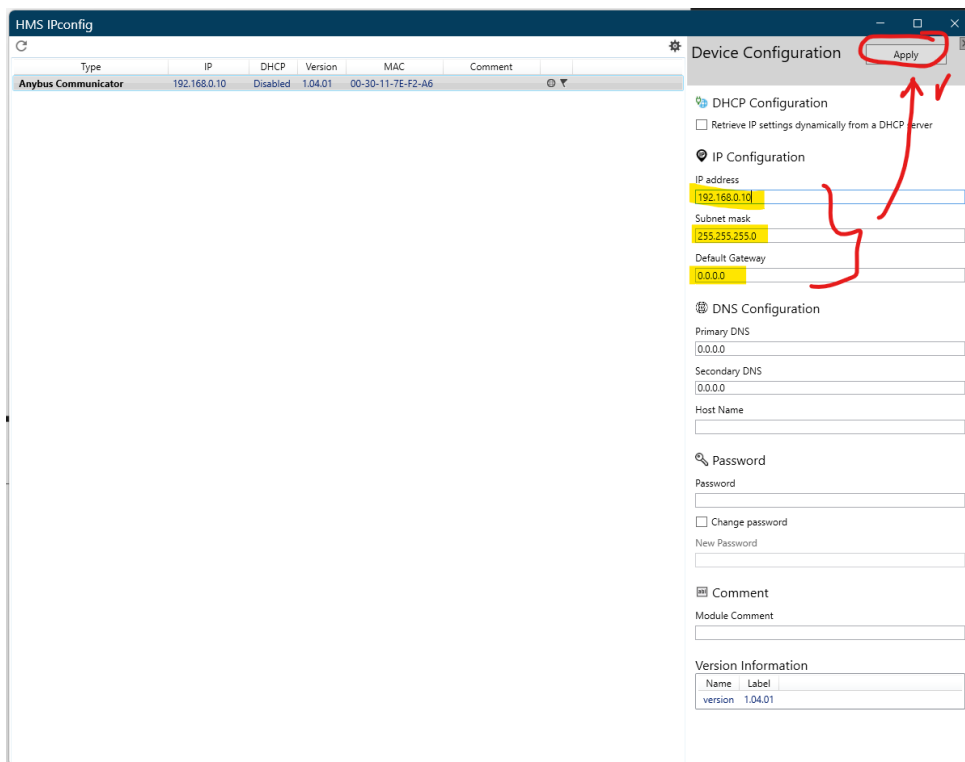 HMS IPconfig
Type IP DHCP Version MAC Comment
Anybus Communicator 192.168.0.10 Disabled 1.04.01 00-30-11-7E-F2-A6
Device Configuration Apply
DHCP Configuration
Retrieve IP settings dynamically from a DHCP server
IP Configuration
IP address
192.168.0.10
Subnet mask
255.255.255.0
Default Gateway
0.0.0.0
DNS Configuration
Primary DNS
0.0.0.0
Secondary DNS
0.0.0.0
Host Name
Password
Password
Change password
New Password
Comment
Module Comment
Version Information
Name Label
version 1.04.01